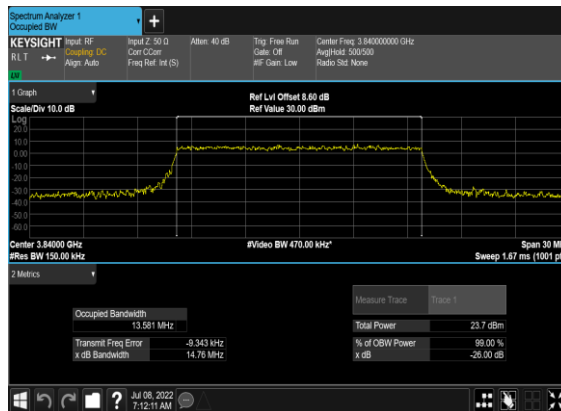 Spectrum Analyzer 1
Occupied BW
+
KEYSIGHT Input: RF Input Z: 50 Ω Atten: 40 dB Trig: Free Run Center Freq: 3.840000000 GHz
RLT Coupling: DC Corr CCorr Gate: Off Avg|Hold: 500/500
Align: Auto Freq Ref: Int (S) #IF Gain: Low Radio Std: None
LXI
1 Graph
Ref Lvl Offset 8.60 dB
Scale/Div 10.0 dB Ref Value 30.00 dBm
Log
20.0
10.0
0.00
-10.0
-20.0
-30.0
-40.0
-50.0
-60.0
Center 3.84000 GHz #Video BW 470.00 kHz* Span 30 M
#Res BW 150.00 kHz Sweep 1.67 ms (1001 p
2 Metrics
Measure Trace Trace 1
Occupied Bandwidth
13.581 MHz Total Power 23.7 dBm
Transmit Freq Error -9.343 kHz % of OBW Power 99.00 %
x dB Bandwidth 14.76 MHz x dB -26.00 dB
? Jul 08, 2022
7:12:11 AM